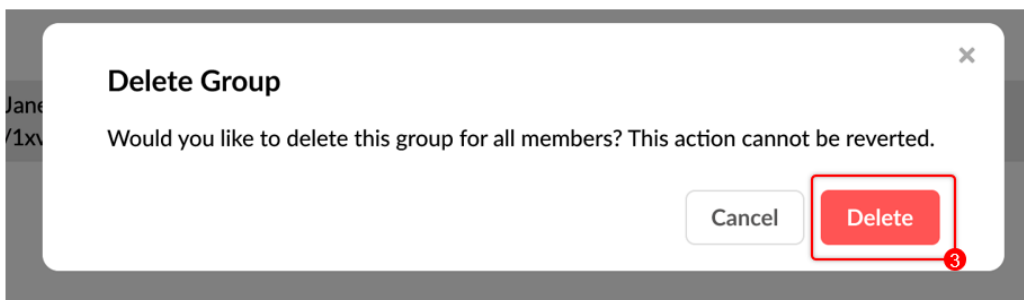 Delete Group
Would you like to delete this group for all members? This action cannot be reverted.
Cancel
Delete
3